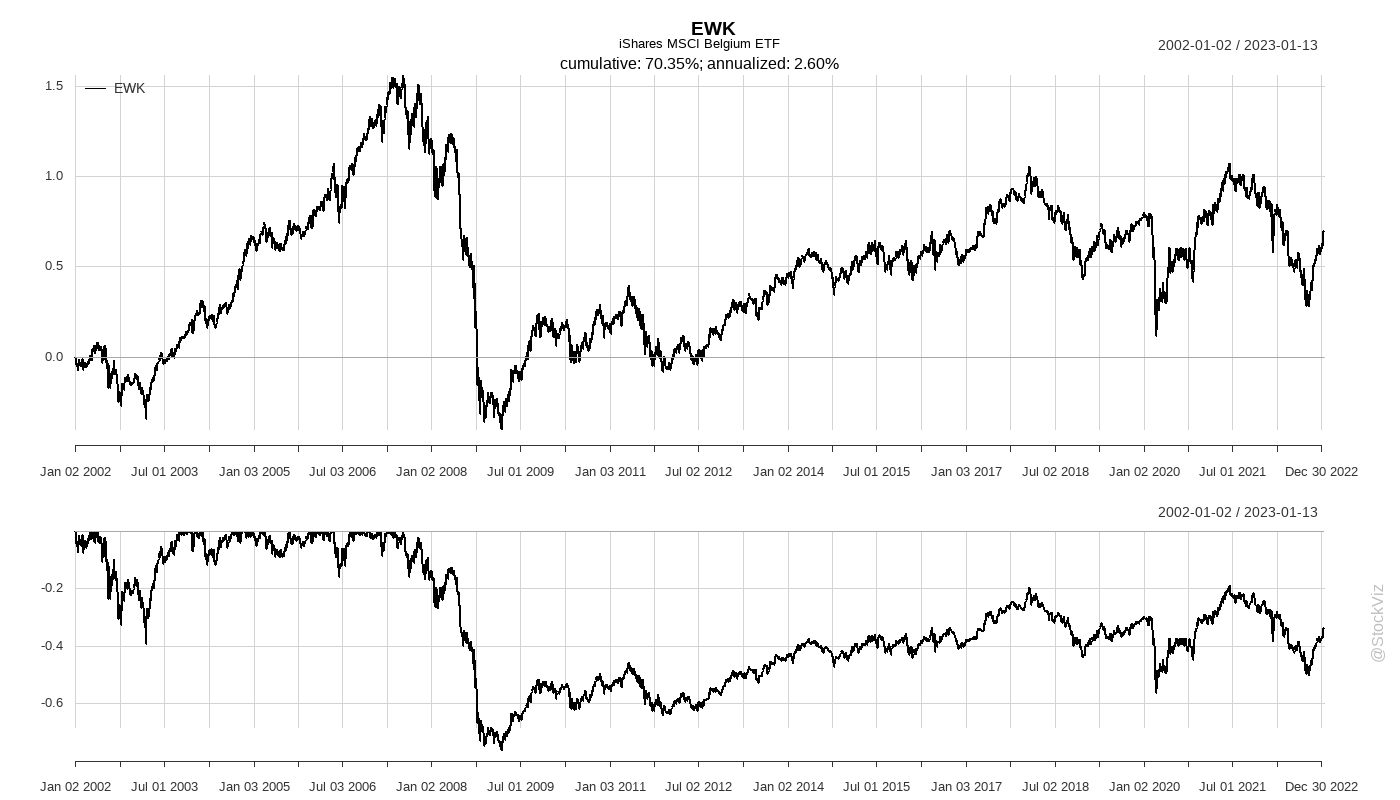 EWK
iShares MSCI Belgium ETF
2002-01-02 / 2023-01-13
cumulative: 70.35%; annualized: 2.60%
EWK
1.5
1.0
0.5
0.0
Jan 02 2002 Jul 01 2003 Jan 03 2005 Jul 03 2006 Jan 02 2008 Jul 01 2009 Jan 03 2011 Jul 02 2012 Jan 02 2014 Jul 01 2015 Jan 03 2017 Jul 02 2018 Jan 02 2020 Jul 01 2021 Dec 30 2022
2002-01-02 / 2023-01-13
-0.2
-0.4
-0.6
Jan 02 2002 Jul 01 2003 Jan 03 2005 Jul 03 2006 Jan 02 2008 Jul 01 2009 Jan 03 2011 Jul 02 2012 Jan 02 2014 Jul 01 2015 Jan 03 2017 Jul 02 2018 Jan 02 2020 Jul 01 2021 Dec 30 2022
@StockViz